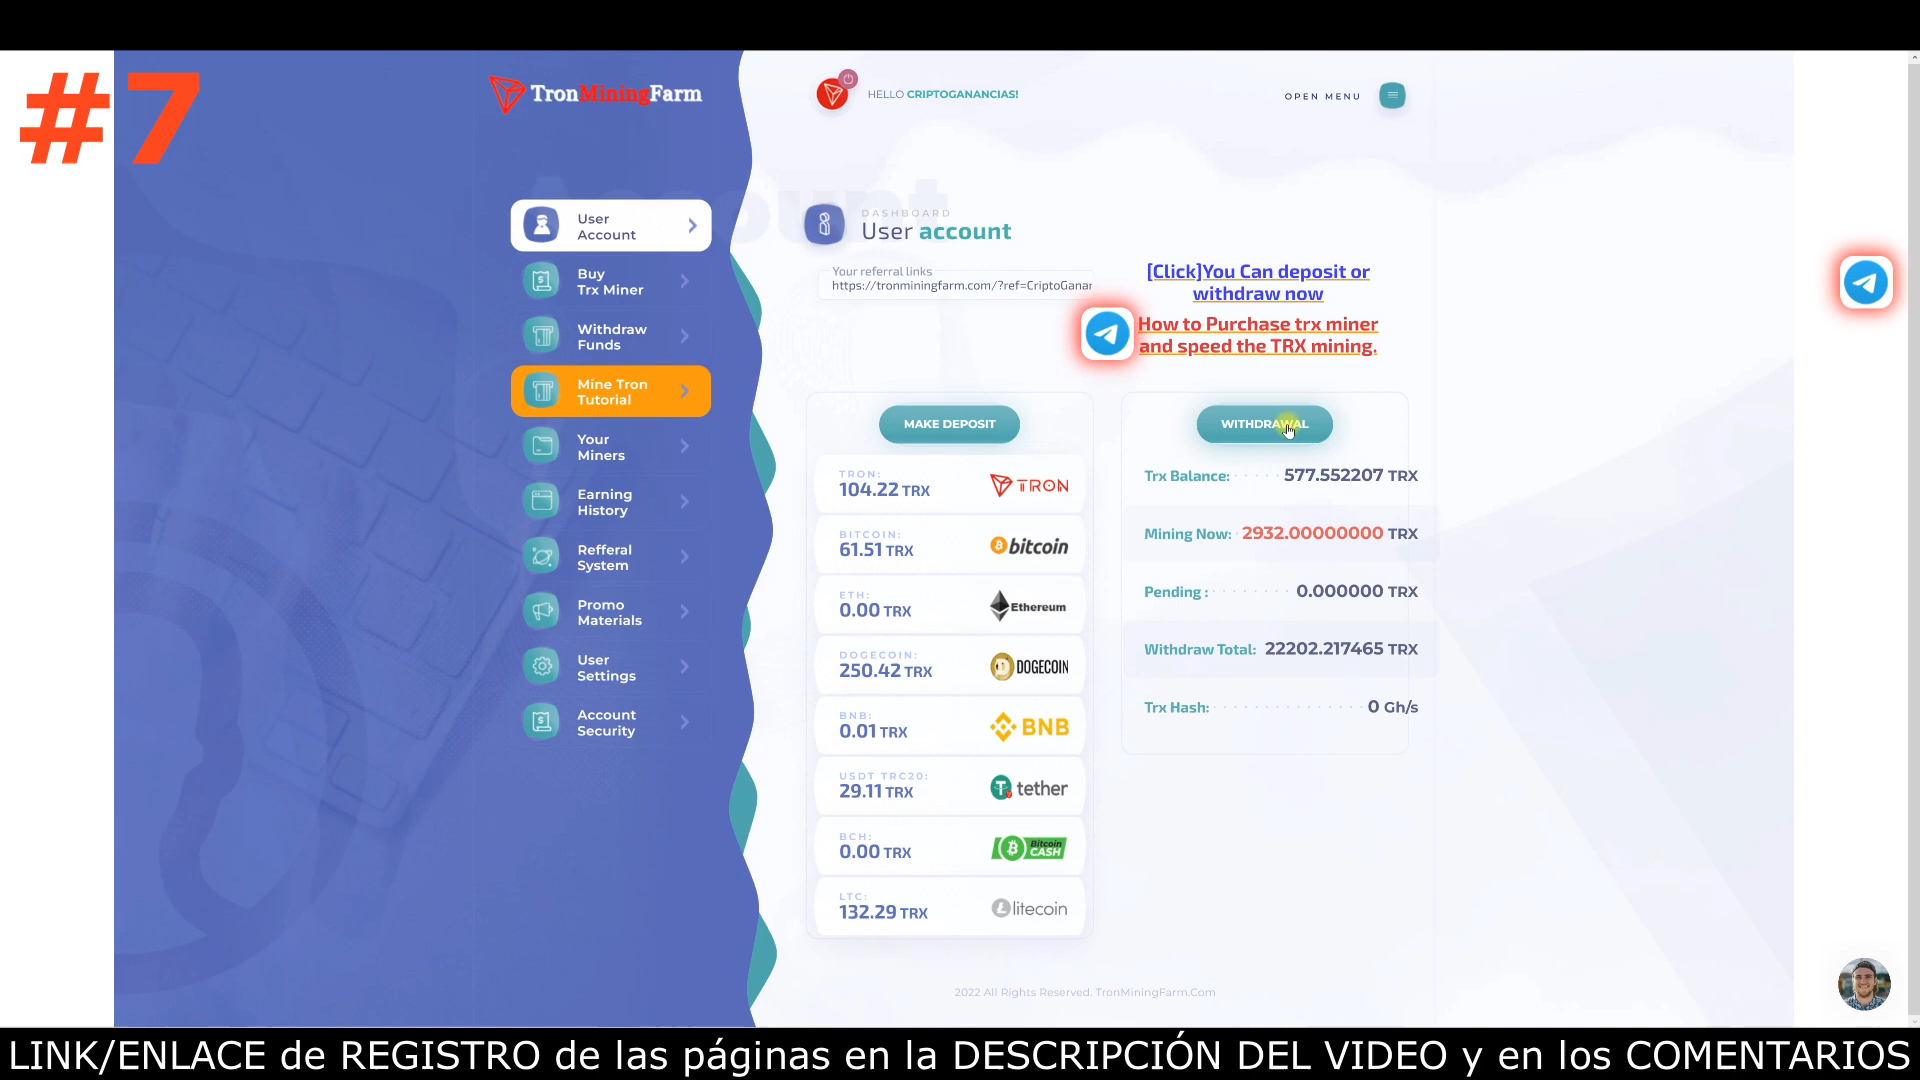 #7
TronMiningFarm
HELLO CRIPTOGANANCIAS!
OPEN MENU
User
Account
Buy
Trx Miner
Withdraw
Funds
Mine Tron
Tutorial
Your
Miners
Earning
History
Refferal
System
Promo
Materials
User
Settings
Account
Security
DASHBOARD
User account
Your referral links
https://tronminingfarm.com/?ref=CriptoGanar
[Click]You Can deposit or
withdraw now
How to Purchase trx miner
and speed the TRX mining.
MAKE DEPOSIT
TRON:
104.22 TRX
TRON
BITCOIN:
61.51 TRX
bitcoin
ETH:
0.00 TRX
Ethereum
DOGECOIN:
250.42 TRX
DOGECOIN
BNB:
0.01 TRX
BNB
USDT TRC20:
29.11 TRX
tether
BCH:
0.00 TRX
Bitcoin
CASH
LTC:
132.29 TRX
litecoin
WITHDRAWAL
Trx Balance: 577.552207 TRX
Mining Now: 2932.00000000 TRX
Pending : 0.000000 TRX
Withdraw Total: 22202.217465 TRX
Trx Hash: 0 Gh/s
2022 All Rights Reserved. TronMiningFarm.Com
LINK/ENLACE de REGISTRO de las páginas en la DESCRIPCIÓN DEL VIDEO y en los COMENTARIOS